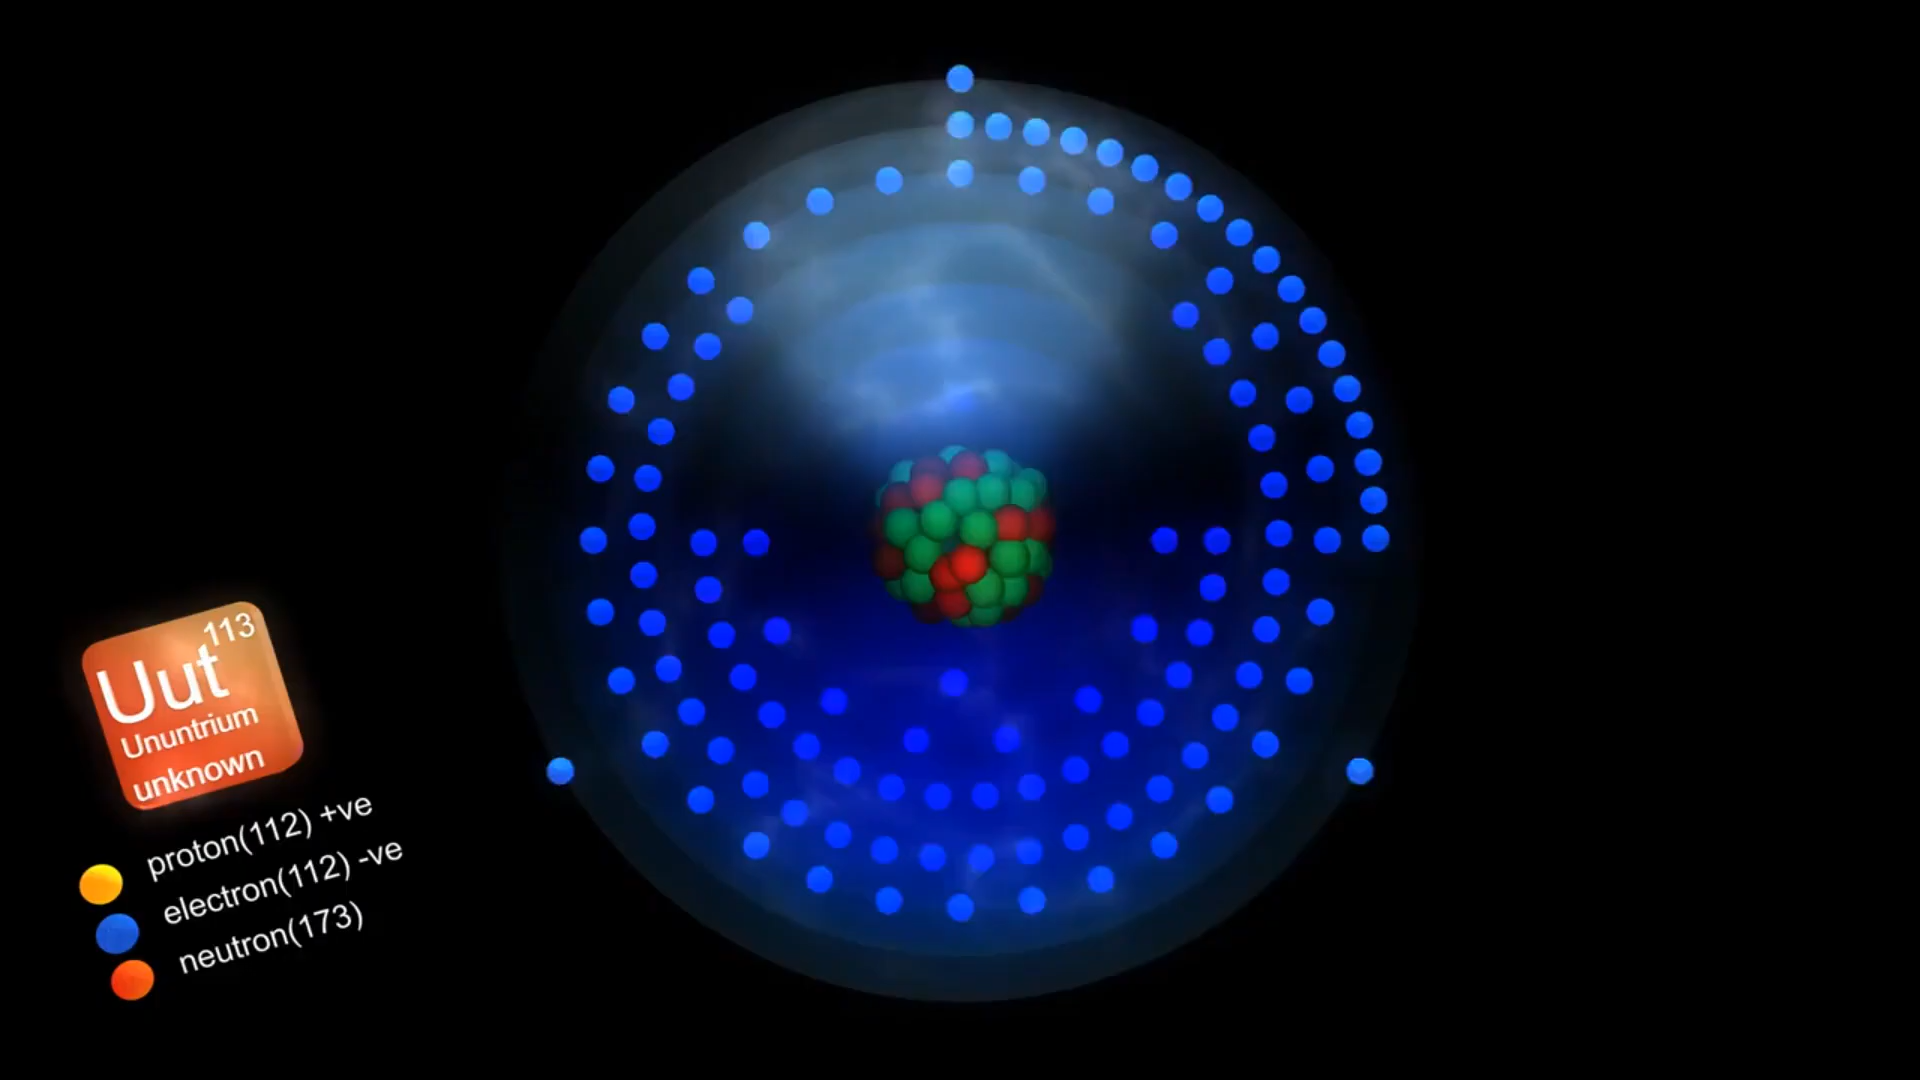 113
Uut
Ununtrium
unknown
proton(112) +ve
electron(112) -ve
neutron(173)